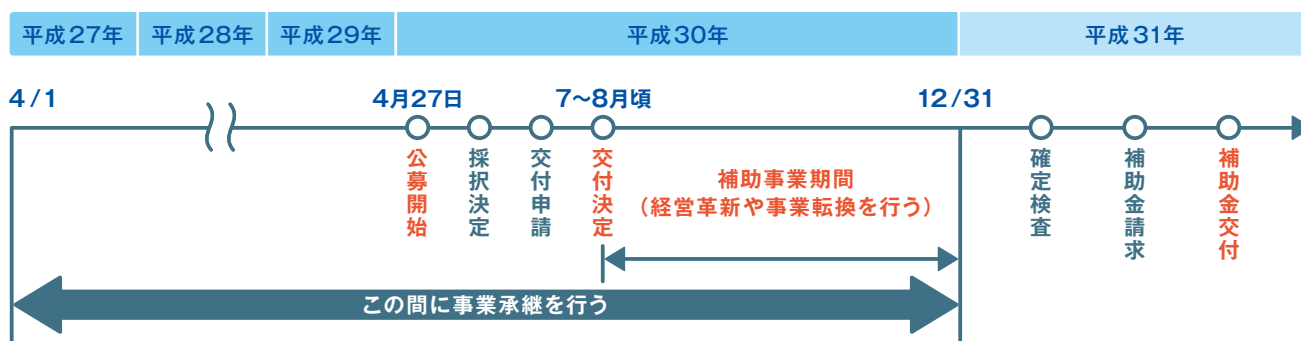 平成27年 平成28年 平成29年 平成30年 平成31年
4/1 4月27日 7～8月頃 12/31
公募開始
採択決定
交付申請
交付決定
補助事業期間
（経営革新や事業転換を行う）
確定検査
補助金請求
補助金交付
この間に事業承継を行う